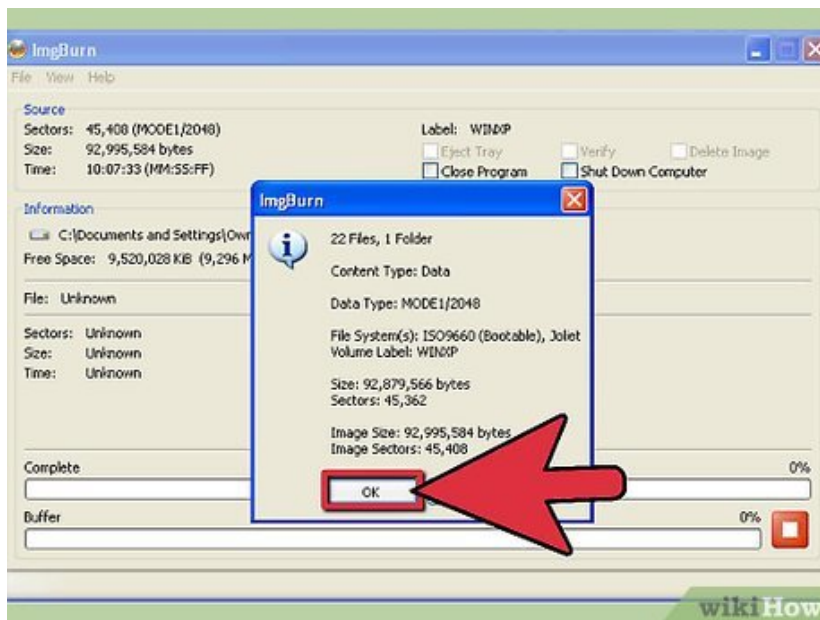 ImgBurn
File View Help
Source
Sectors: 45,408 (MODE1/2048)
Size: 92,995,584 bytes
Time: 10:07:33 (MM:SS:FF)
Label: WINXP
Eject Tray Verify Delete Image
Close Program Shut Down Computer
Information
C:\Documents and Settings\Owr
Free Space: 9,520,028 KiB (9,296 M
File: Unknown
Sectors: Unknown
Size: Unknown
Time: Unknown
ImgBurn
22 Files, 1 Folder
Content Type: Data
Data Type: MODE1/2048
File System(s): ISO9660 (Bootable), Joliet
Volume Label: WINXP
Size: 92,879,566 bytes
Sectors: 45,362
Image Size: 92,995,584 bytes
Image Sectors: 45,408
OK
Complete 0%
Buffer 0%
wikiHow